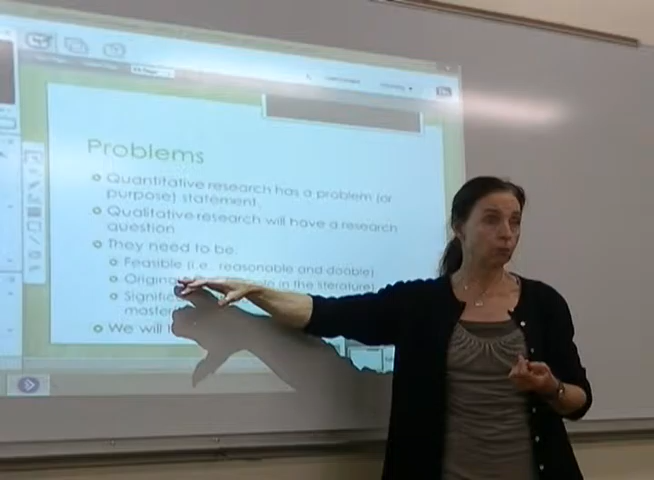 Problems
Quantitative research has a problem (or
purpose) statement.
Qualitative research will have a research
question
They need to be:
Feasible (i.e., reasonable and doable)
in the literature)
We will